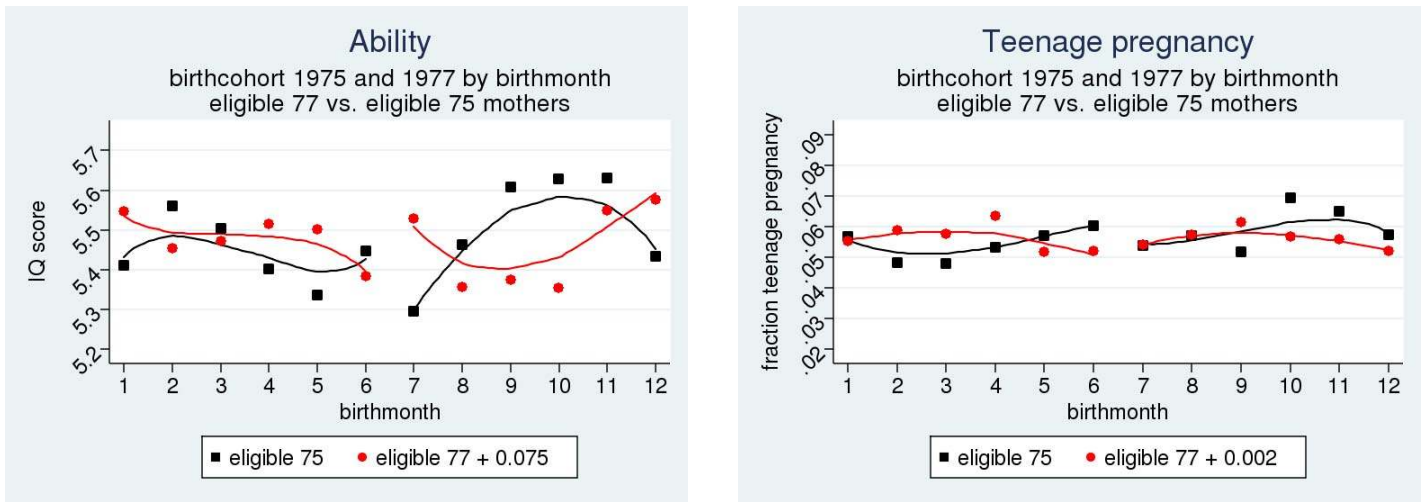 Ability
birthcohort 1975 and 1977 by birthmonth
eligible 77 vs. eligible 75 mothers
IQ score
5.7
5.6
5.5
5.4
5.3
5.2
1 2 3 4 5 6 7 8 9 10 11 12
birthmonth
eligible 75 eligible 77 + 0.075
Teenage pregnancy
birthcohort 1975 and 1977 by birthmonth
eligible 77 vs. eligible 75 mothers
fraction teenage pregnancy
.09
.08
.07
.06
.05
.04
.03
.02
1 2 3 4 5 6 7 8 9 10 11 12
birthmonth
eligible 75 eligible 77 + 0.002